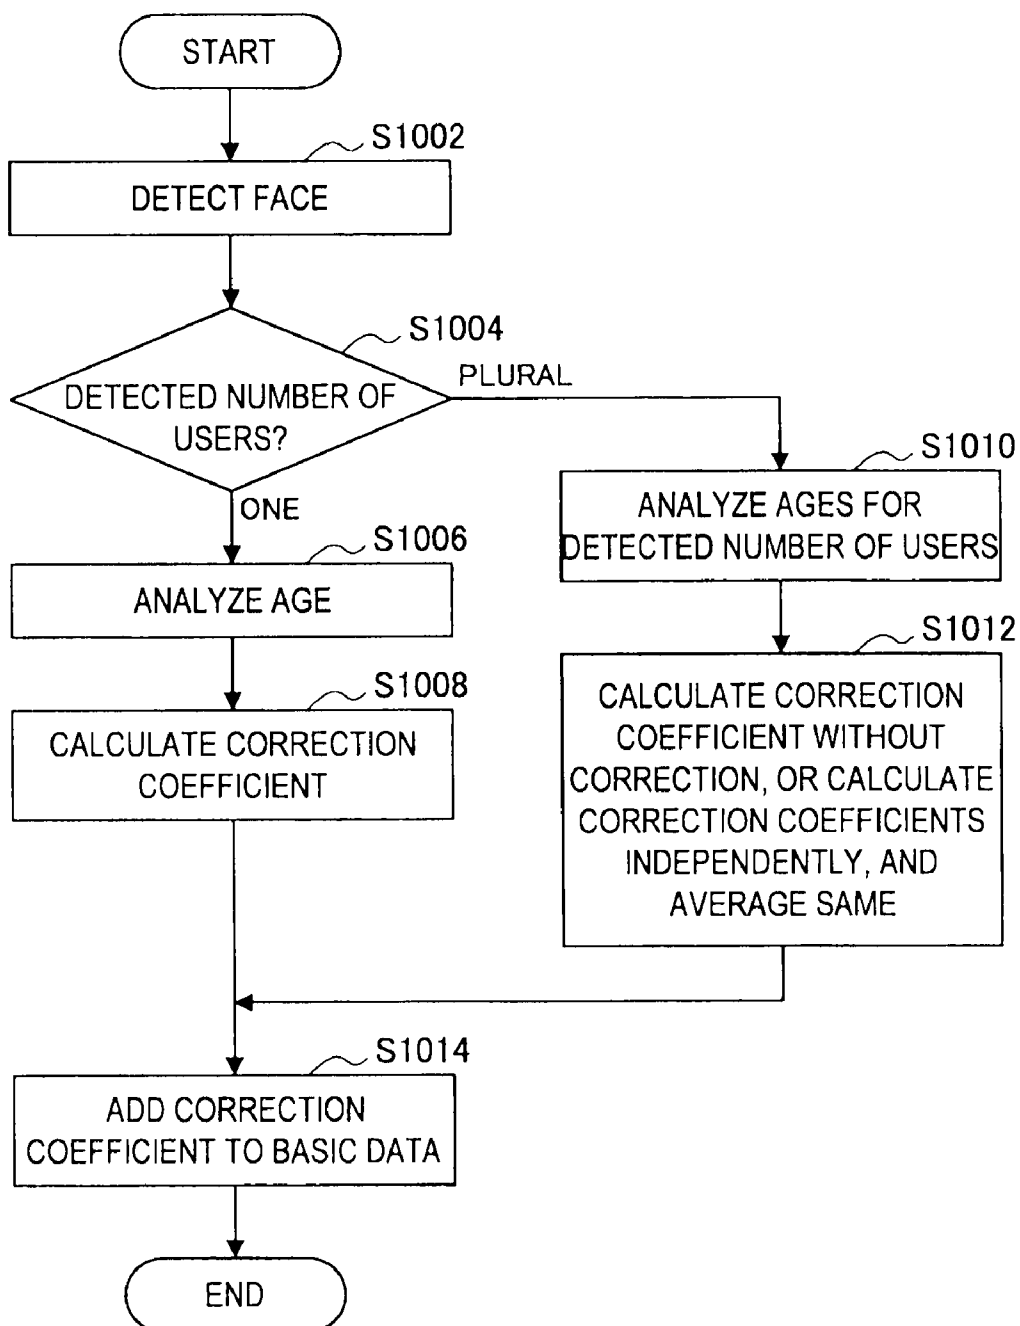 START
S1002
DETECT FACE
S1004
DETECTED NUMBER OF
USERS?
PLURAL
ONE
S1006
ANALYZE AGE
S1008
CALCULATE CORRECTION
COEFFICIENT
S1010
ANALYZE AGES FOR
DETECTED NUMBER OF USERS
S1012
CALCULATE CORRECTION
COEFFICIENT WITHOUT
CORRECTION, OR CALCULATE
CORRECTION COEFFICIENTS
INDEPENDENTLY, AND
AVERAGE SAME
S1014
ADD CORRECTION
COEFFICIENT TO BASIC DATA
END